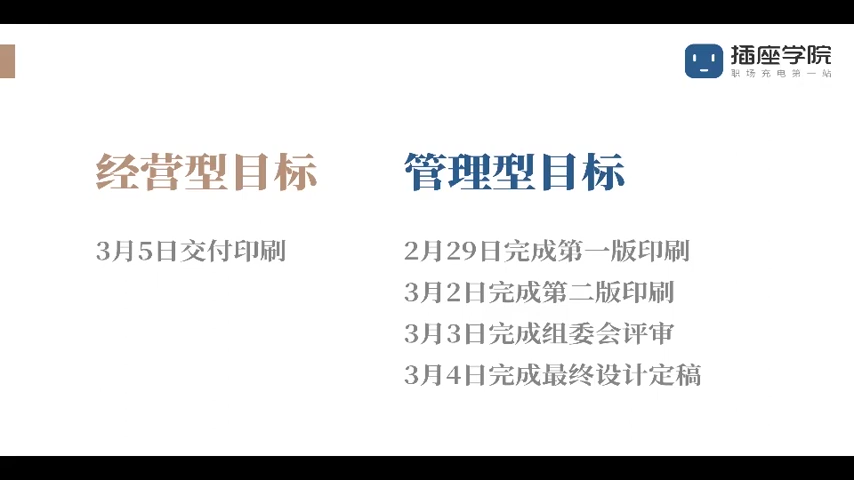 插座学院
职场充电第一站
经营型目标
3月5日交付印刷
管理型目标
2月29日完成第一版印刷
3月2日完成第二版印刷
3月3日完成组委会评审
3月4日完成最终设计定稿